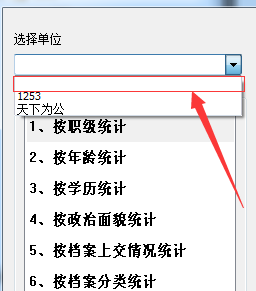 选择单位
1253
天下为公
1、按职级统计
2、按年龄统计
3、按学历统计
4、按政治面貌统计
5、按档案上交情况统计
6、按档案分类统计